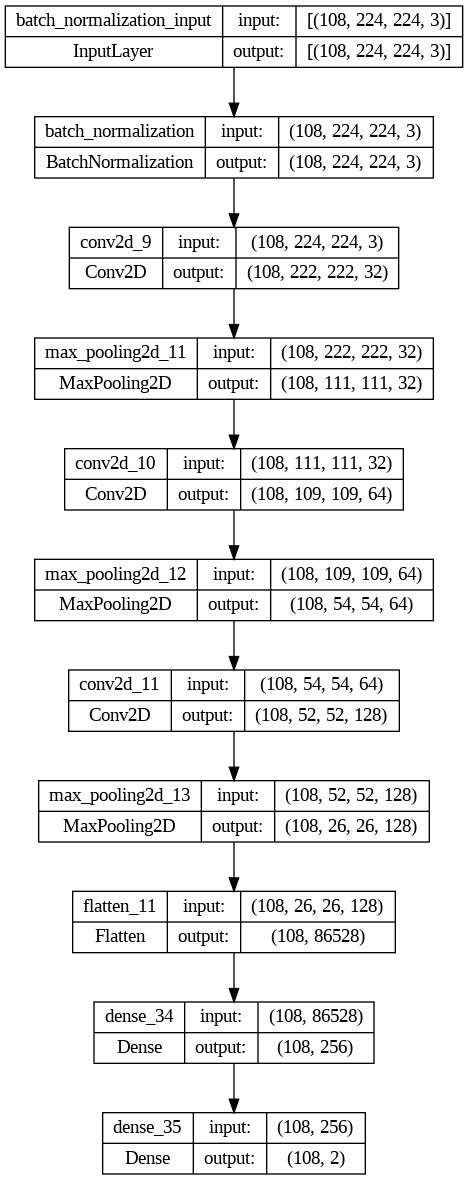 batch_normalization_input input: [(108, 224, 224, 3)]
InputLayer output: [(108, 224, 224, 3)]
batch_normalization input: (108, 224, 224, 3)
BatchNormalization output: (108, 224, 224, 3)
conv2d_9 input: (108, 224, 224, 3)
Conv2D output: (108, 222, 222, 32)
max_pooling2d_11 input: (108, 222, 222, 32)
MaxPooling2D output: (108, 111, 111, 32)
conv2d_10 input: (108, 111, 111, 32)
Conv2D output: (108, 109, 109, 64)
max_pooling2d_12 input: (108, 109, 109, 64)
MaxPooling2D output: (108, 54, 54, 64)
conv2d_11 input: (108, 54, 54, 64)
Conv2D output: (108, 52, 52, 128)
max_pooling2d_13 input: (108, 52, 52, 128)
MaxPooling2D output: (108, 26, 26, 128)
flatten_11 input: (108, 26, 26, 128)
Flatten output: (108, 86528)
dense_34 input: (108, 86528)
Dense output: (108, 256)
dense_35 input: (108, 256)
Dense output: (108, 2)